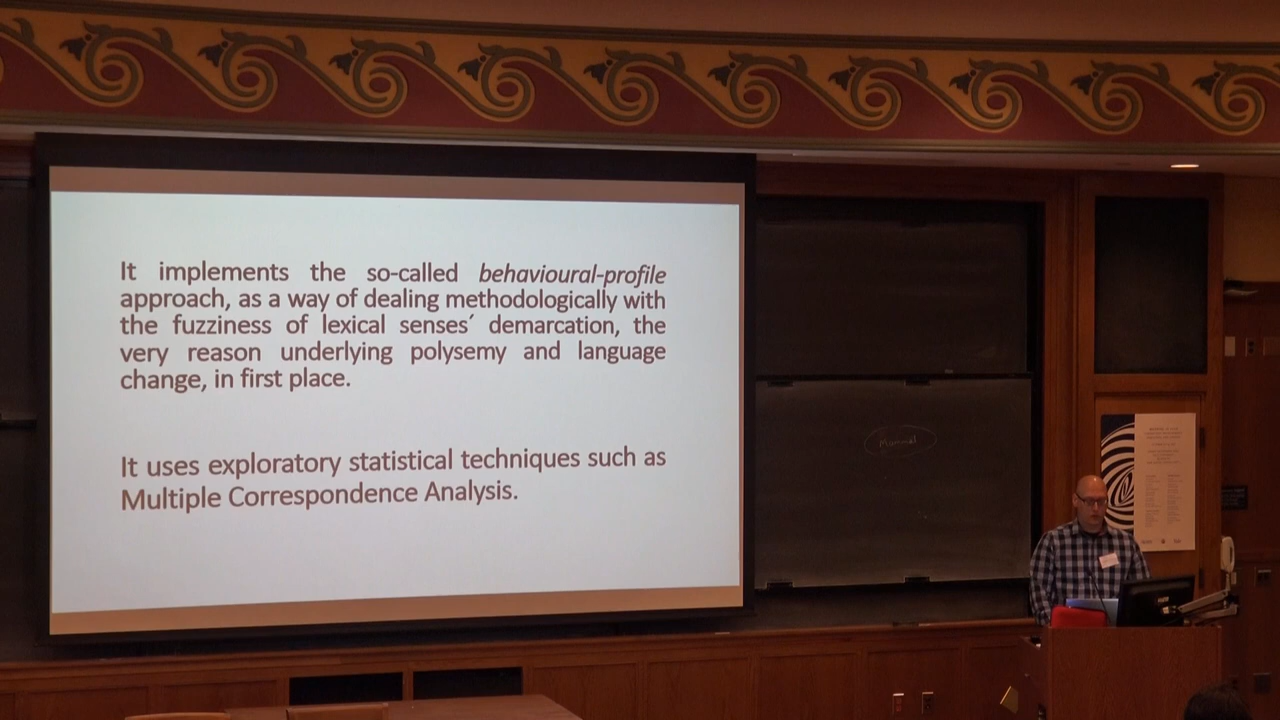 It implements the so-called behavioural-profile
approach, as a way of dealing methodologically with
the fuzziness of lexical senses´ demarcation, the
very reason underlying polysemy and language
change, in first place.
It uses exploratory statistical techniques such as
Multiple Correspondence Analysis.
Mammal